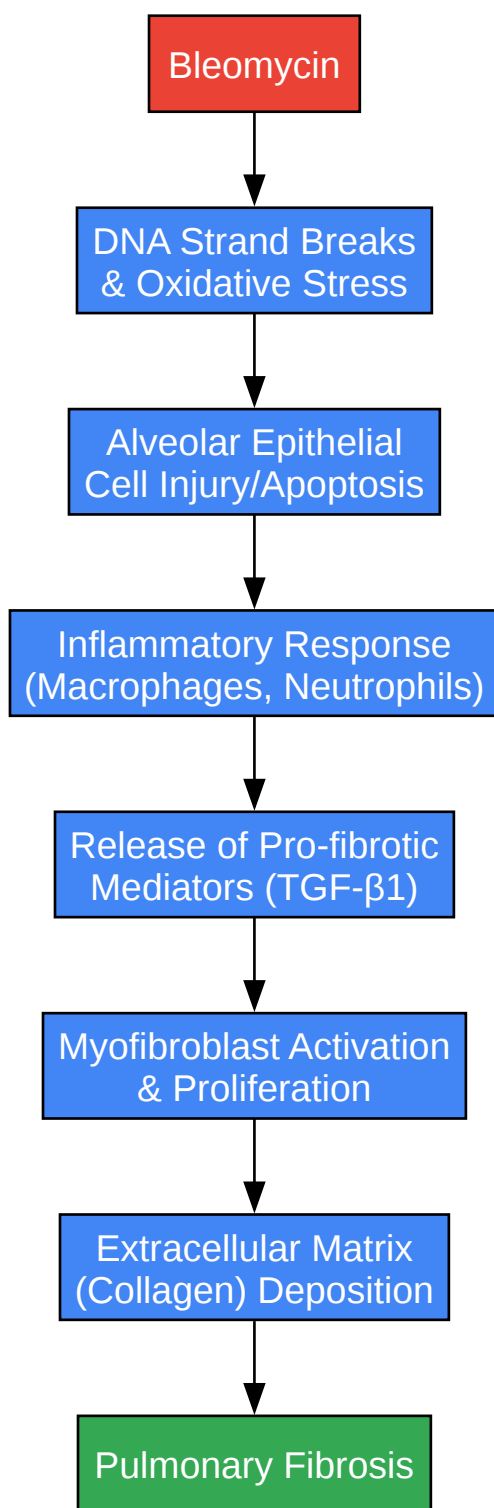 Bleomycin
DNA Strand Breaks
& Oxidative Stress
Alveolar Epithelial
Cell Injury/Apoptosis
Inflammatory Response
(Macrophages, Neutrophils)
Release of Pro-fibrotic
Mediators (TGF-β1)
Myofibroblast Activation
& Proliferation
Extracellular Matrix
(Collagen) Deposition
Pulmonary Fibrosis